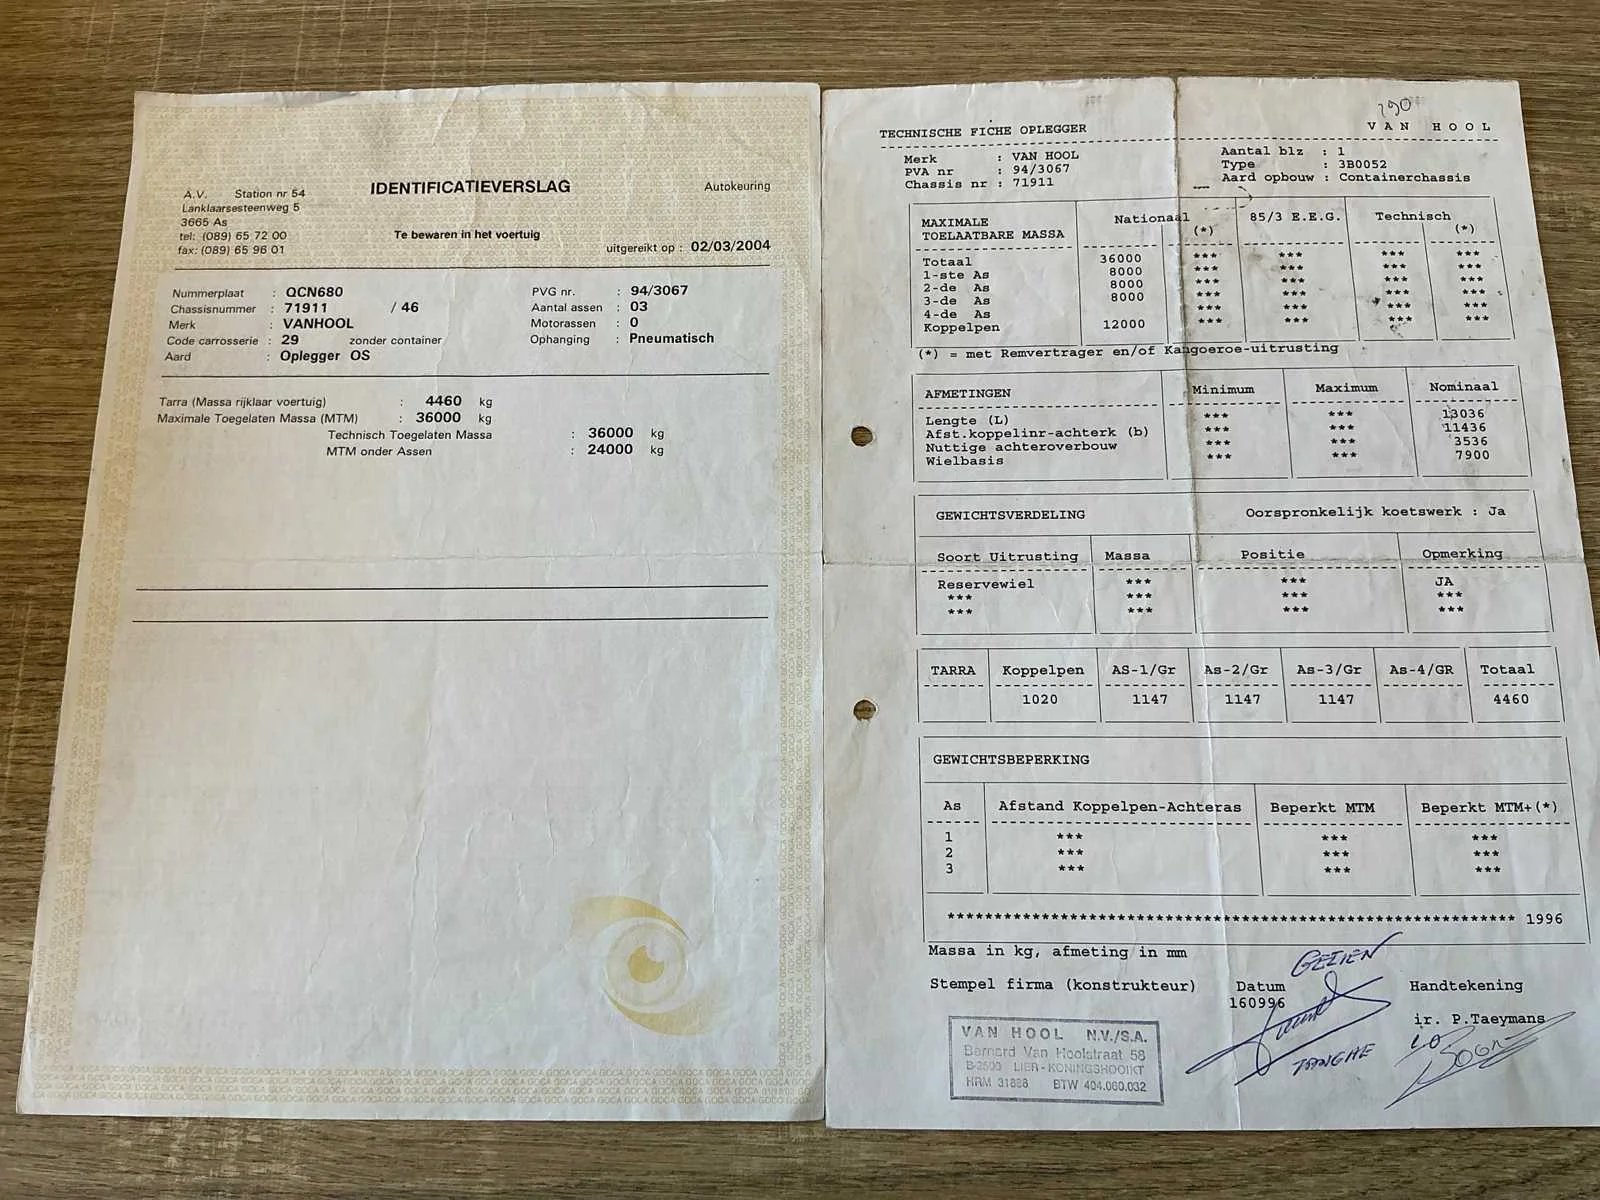 A.V. Station nr 54
Lanklaarsesteenweg 5
3665 As
tel: (089) 65 72 00
fax: (089) 65 96 01
IDENTIFICATIEVERSLAG
Te bewaren in het voertuig
Autokeuring
uitgereikt op : 02/03/2004
Nummerplaat : QCN680
Chassisnummer : 71911 / 46
Merk : VANHOOL
Code carrosserie : 29 zonder container
Aard : Oplegger OS
PVG nr. : 94/3067
Aantal assen : 03
Motorassen : 0
Ophanging : Pneumatisch
Tarra (Massa rijklaar voertuig) : 4460 kg
Maximale Toegelaten Massa (MTM) : 36000 kg
Technisch Toegelaten Massa : 36000 kg
MTM onder Assen : 24000 kg
190
TECHNISCHE FICHE OPLEGGER VAN HOOL
Merk : VAN HOOL
PVA nr : 94/3067
Chassis nr : 71911
Aantal blz : 1
Type : 3B0052
Aard opbouw : Containerchassis
MAXIMALE TOELAATBARE MASSA Nationaal (*) 85/3 E.E.G. Technisch (*)
Totaal 36000 *** *** *** ***
1-ste As 8000 *** *** *** ***
2-de As 8000 *** *** *** ***
3-de As 8000 *** *** *** ***
4-de As *** *** *** ***
Koppelpen 12000 *** *** *** ***
(*) = met Remvertrager en/of Kangoeroe-uitrusting
AFMETINGEN Minimum Maximum Nominaal
Lengte (L) *** *** 13036
Afst.koppelinr-achterk (b) *** *** 11436
Nuttige achteroverbouw *** *** 3536
Wielbasis *** *** 7900
GEWICHTSVERDELING Oorspronkelijk koetswerk : Ja
Soort Uitrusting Massa Positie Opmerking
Reservewiel *** *** JA
*** *** *** ***
*** *** *** ***
TARRA Koppelpen As-1/Gr As-2/Gr As-3/Gr As-4/GR Totaal
1020 1147 1147 1147 4460
GEWICHTSBEPERKING
As Afstand Koppelpen-Achteras Beperkt MTM Beperkt MTM+(*)
1 *** *** ***
2 *** *** ***
3 *** *** ***
************************************************************* 1996
Massa in kg, afmeting in mm
GEZIEN
Stempel firma (konstrukteur) Datum Handtekening
160996
ir. P.Taeymans
TANGHE
VAN HOOL N.V./S.A.
Bernard Van Hoolstraat 58
B-2500 LIER-KONINGSHOOIKT
HRM 31888 BTW 404.060.032